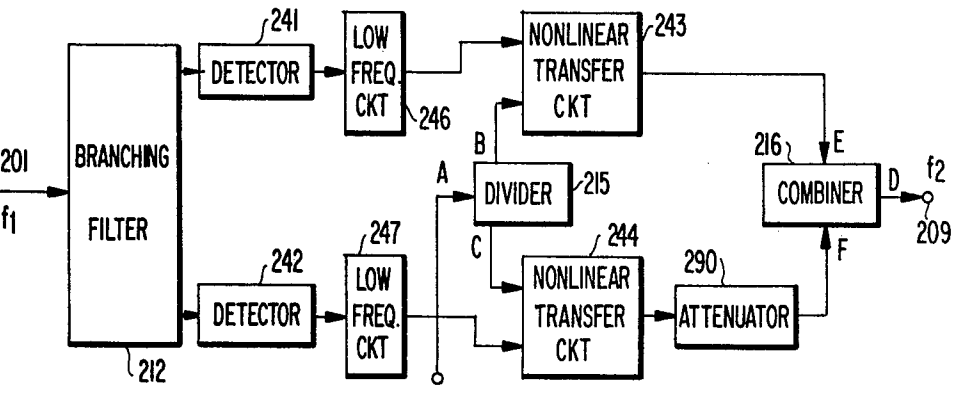 241
DETECTOR
LOW
FREQ.
CKT
246
NONLINEAR
TRANSFER
CKT
243
201
f1
BRANCHING
FILTER
212
B
A
DIVIDER
215
C
216
E
COMBINER
D
f2
209
F
242
DETECTOR
247
LOW
FREQ.
CKT
244
NONLINEAR
TRANSFER
CKT
290
ATTENUATOR